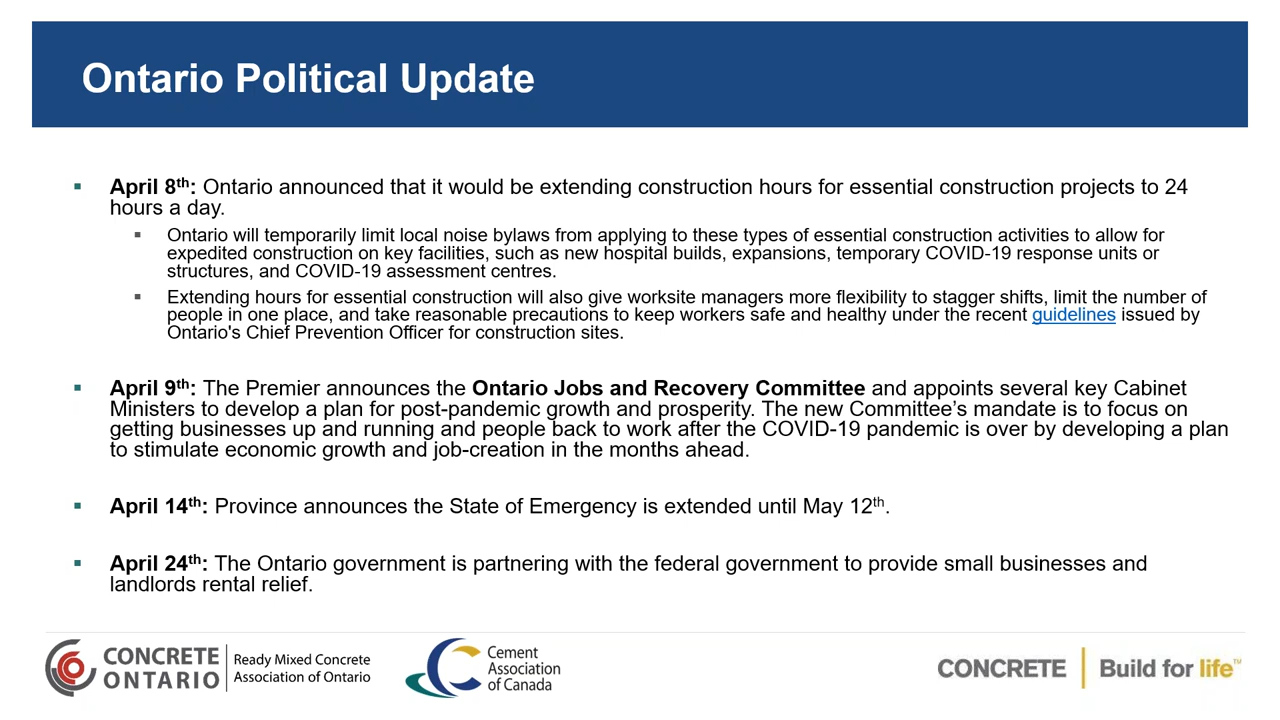 Ontario Political Update
▪ April 8th: Ontario announced that it would be extending construction hours for essential construction projects to 24
hours a day.
▪ Ontario will temporarily limit local noise bylaws from applying to these types of essential construction activities to allow for
expedited construction on key facilities, such as new hospital builds, expansions, temporary COVID-19 response units or
structures, and COVID-19 assessment centres.
▪ Extending hours for essential construction will also give worksite managers more flexibility to stagger shifts, limit the number of
people in one place, and take reasonable precautions to keep workers safe and healthy under the recent guidelines issued by
Ontario's Chief Prevention Officer for construction sites.
▪ April 9th: The Premier announces the Ontario Jobs and Recovery Committee and appoints several key Cabinet
Ministers to develop a plan for post-pandemic growth and prosperity. The new Committee’s mandate is to focus on
getting businesses up and running and people back to work after the COVID-19 pandemic is over by developing a plan
to stimulate economic growth and job-creation in the months ahead.
▪ April 14th: Province announces the State of Emergency is extended until May 12th.
▪ April 24th: The Ontario government is partnering with the federal government to provide small businesses and
landlords rental relief.
CONCRETE
ONTARIO
Ready Mixed Concrete
Association of Ontario
Cement
Association
of Canada
CONCRETE | Build for life™